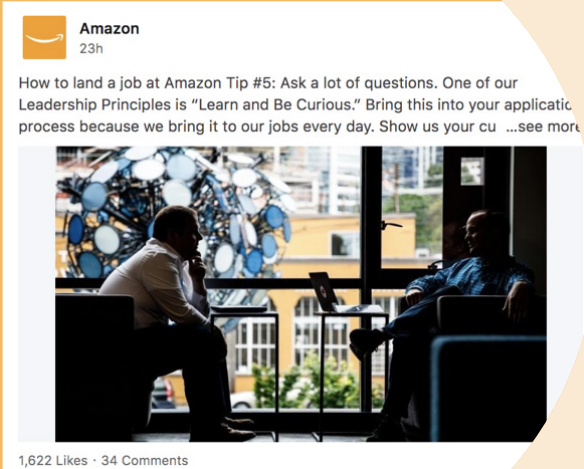 Amazon
23h
How to land a job at Amazon Tip #5: Ask a lot of questions. One of our
Leadership Principles is “Learn and Be Curious.” Bring this into your applicatic
process because we bring it to our jobs every day. Show us your cu ...see more
1,622 Likes · 34 Comments